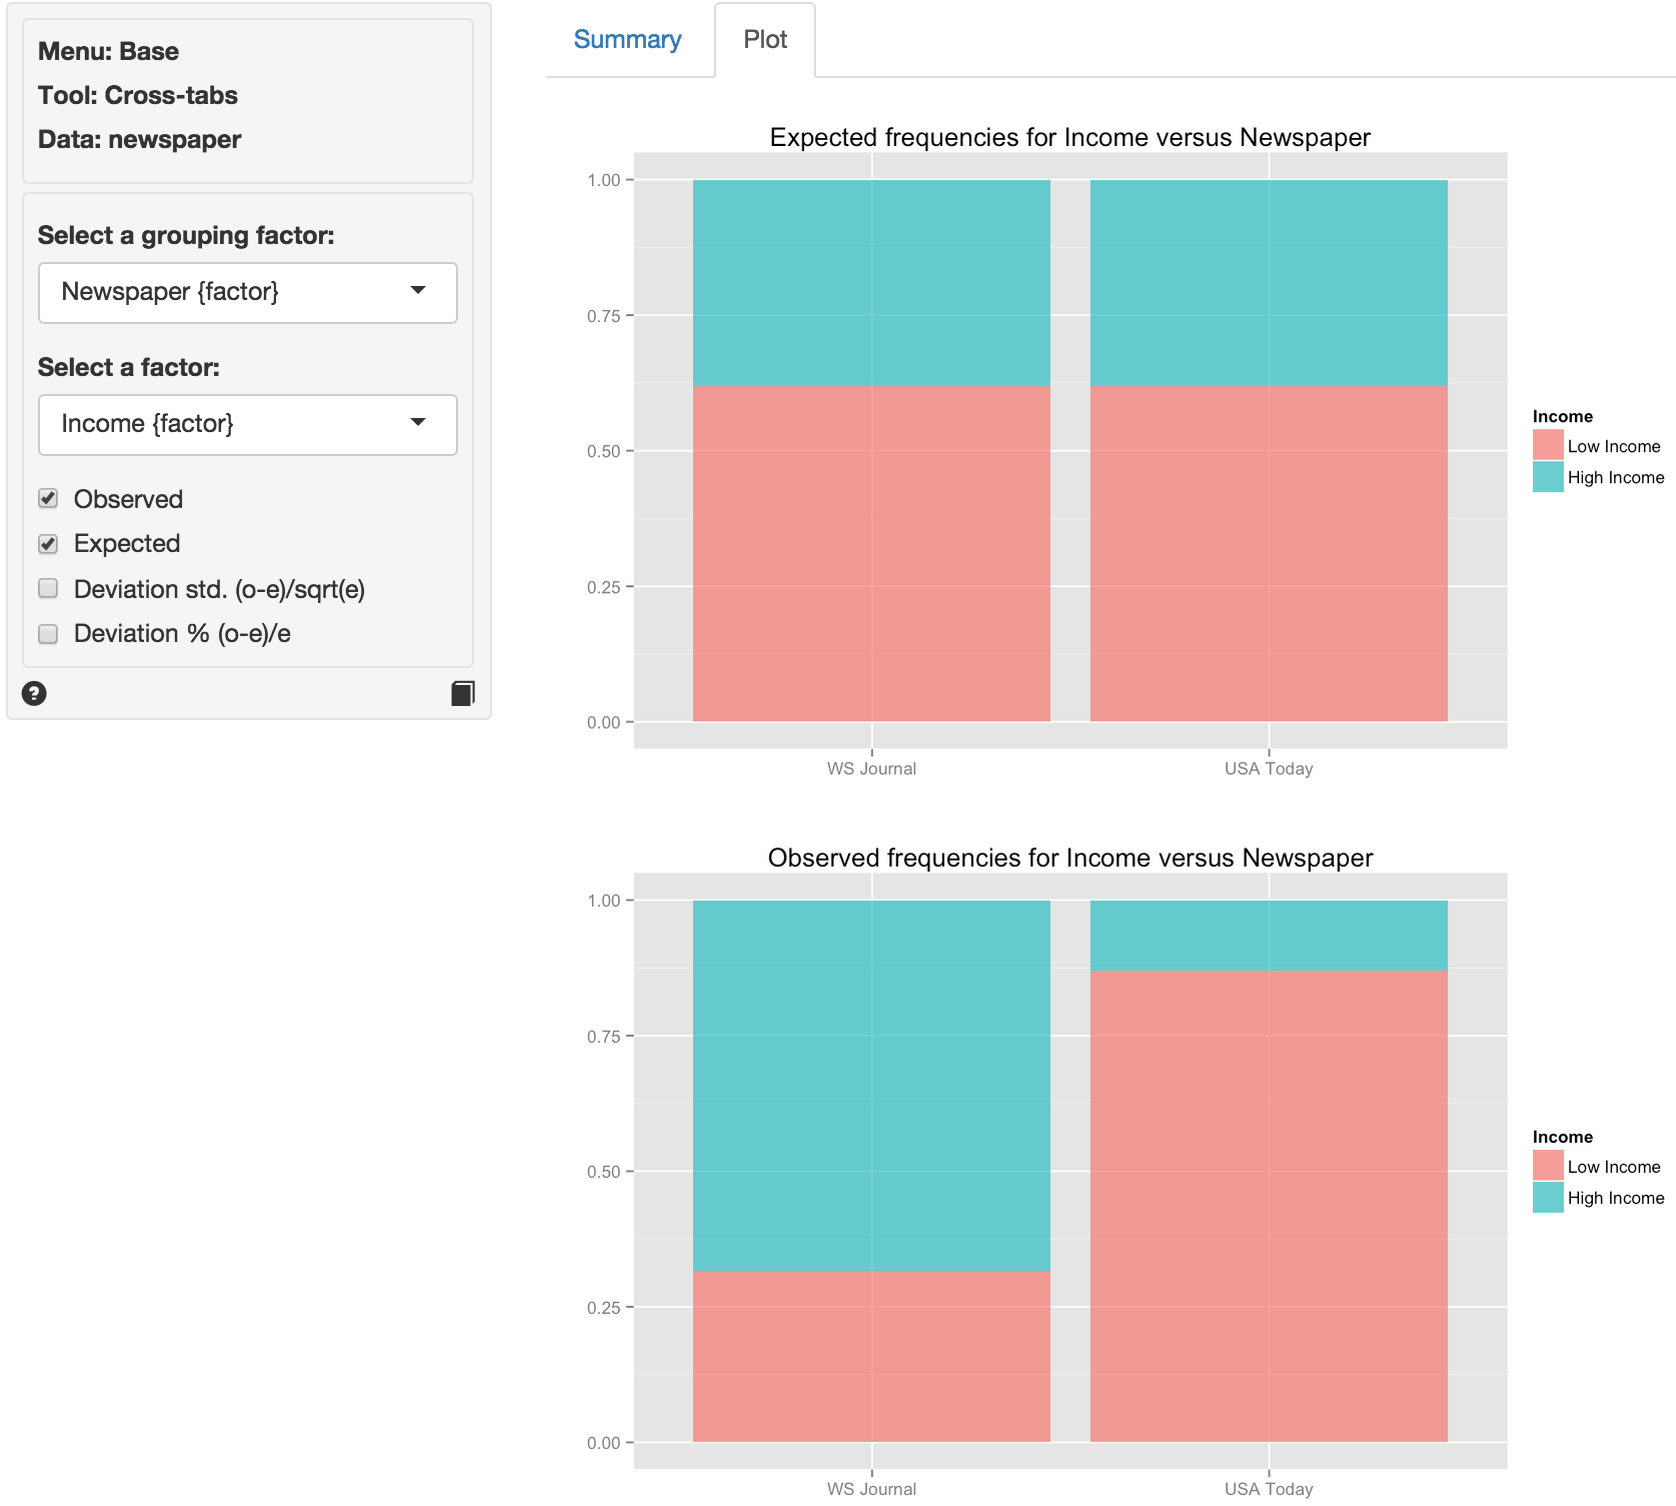 Menu: Base
Tool: Cross-tabs
Data: newspaper
Select a grouping factor:
Newspaper {factor}
Select a factor:
Income {factor}
Observed
Expected
Deviation std. (o-e)/sqrt(e)
Deviation % (o-e)/e
?
Summary
Plot
Expected frequencies for Income versus Newspaper
1.00
0.75
0.50
0.25
0.00
WS Journal
USA Today
Income
Low Income
High Income
Observed frequencies for Income versus Newspaper
1.00
0.75
0.50
0.25
0.00
WS Journal
USA Today
Income
Low Income
High Income